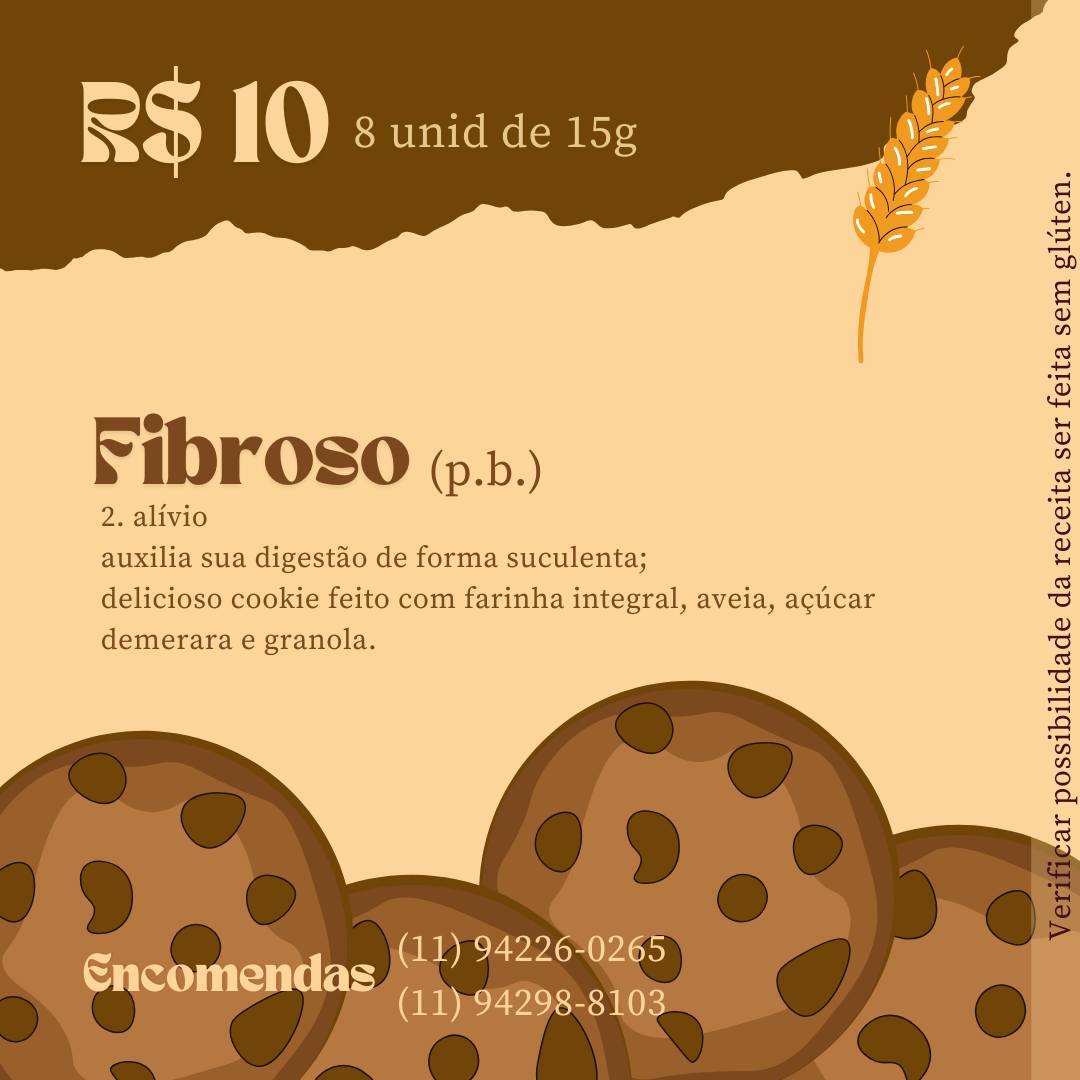 R$ 10 8 unid de 15g
Fibroso (p.b.)
2. alívio
auxilia sua digestão de forma suculenta;
delicioso cookie feito com farinha integral, aveia, açúcar
demerara e granola.
Encomendas
(11) 94226-0265
(11) 94298-8103
Verificar possibilidade da receita ser feita sem glúten.